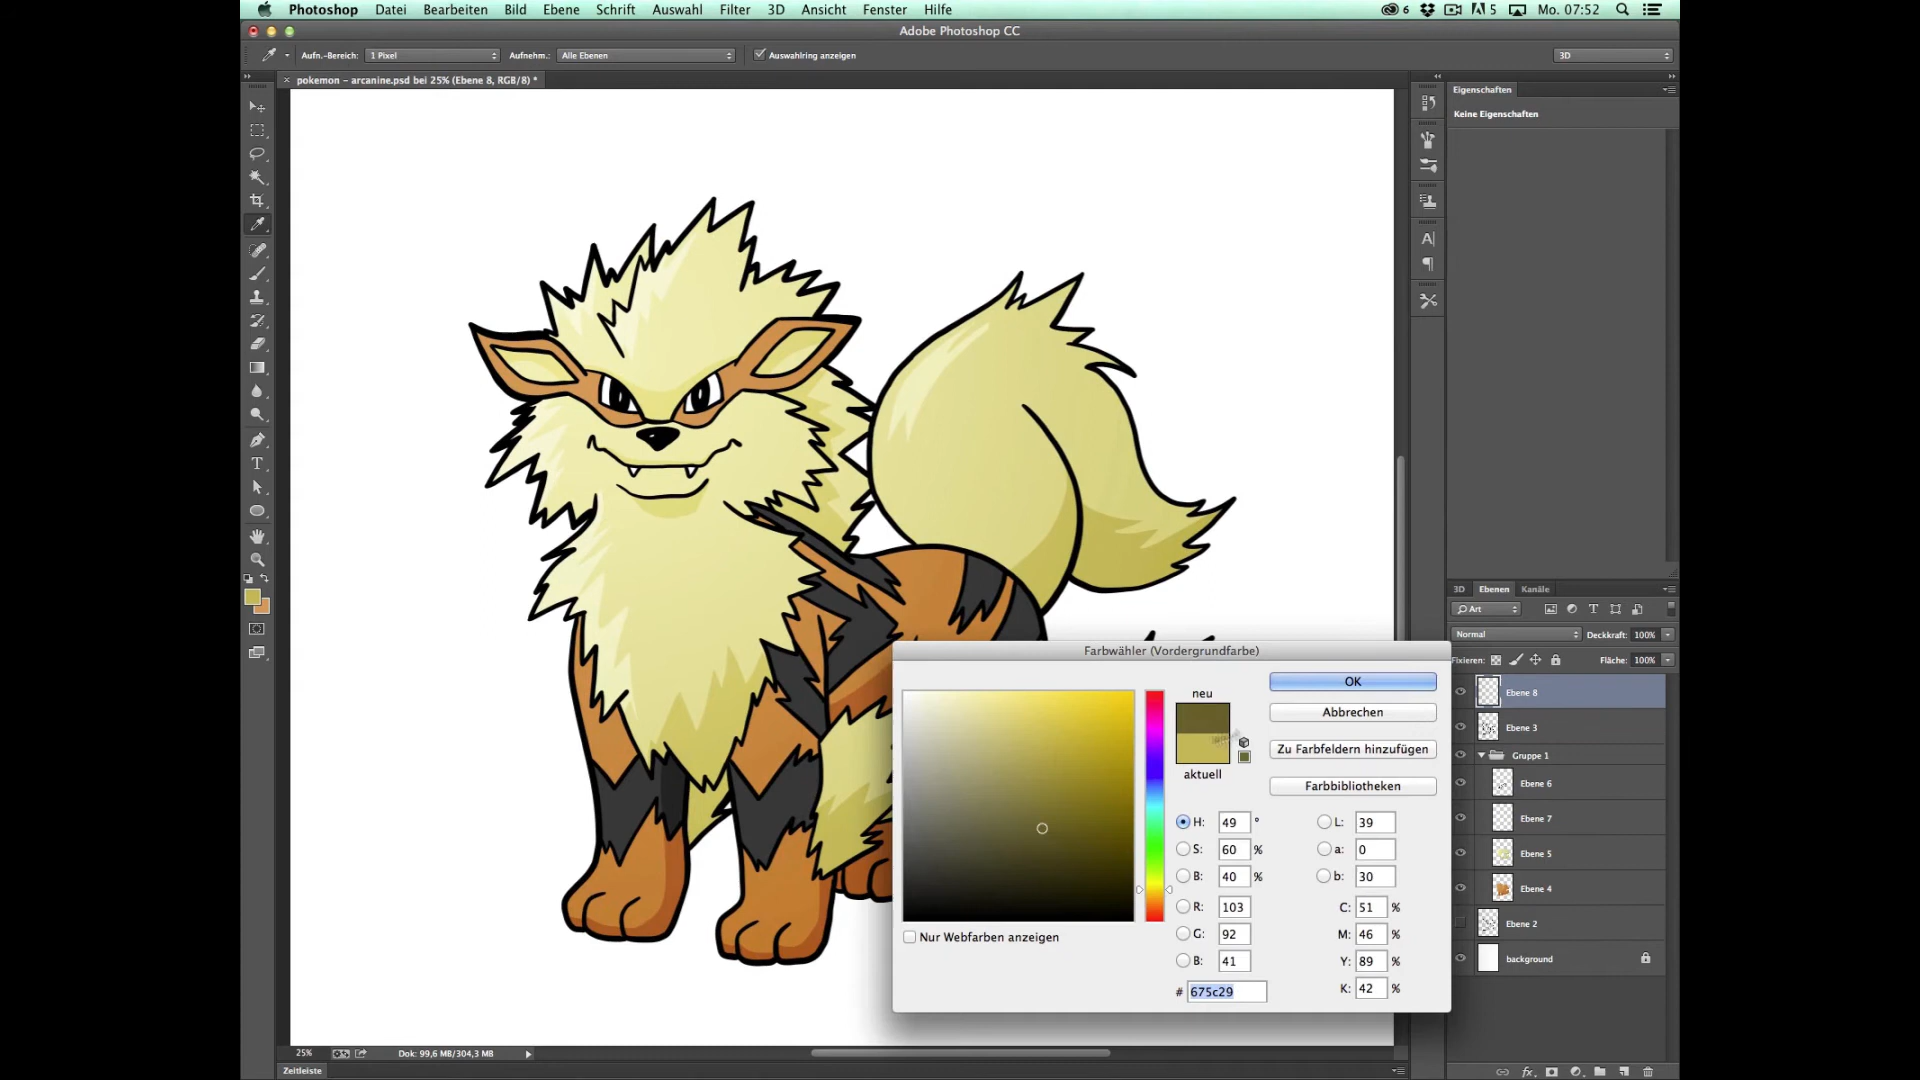 Photoshop Datei Bearbeiten Bild Ebene Schrift Auswahl Filter 3D Ansicht Fenster Hilfe 6 5 Mo. 07:52
Adobe Photoshop CC
Aufn.-Bereich: 1 Pixel Aufnehm.: Alle Ebenen Auswahlring anzeigen 3D
pokemon – arcanine.psd bei 25% (Ebene 8, RGB/8) *
Eigenschaften
Keine Eigenschaften
3D Ebenen Kanäle
Art
Normal Deckkraft: 100%
Fixieren: Fläche: 100%
Ebene 8
Ebene 3
Gruppe 1
Ebene 6
Ebene 7
Ebene 5
Ebene 4
Ebene 2
background
Farbwähler (Vordergrundfarbe)
neu
aktuell
OK
Abbrechen
Zu Farbfeldern hinzufügen
Farbbibliotheken
H: 49 °
S: 60 %
B: 40 %
R: 103
G: 92
B: 41
# 675c29
L: 39
a: 0
b: 30
C: 51 %
M: 46 %
Y: 89 %
K: 42 %
Nur Webfarben anzeigen
25% Dok: 99,6 MB/304,3 MB
Zeitleiste